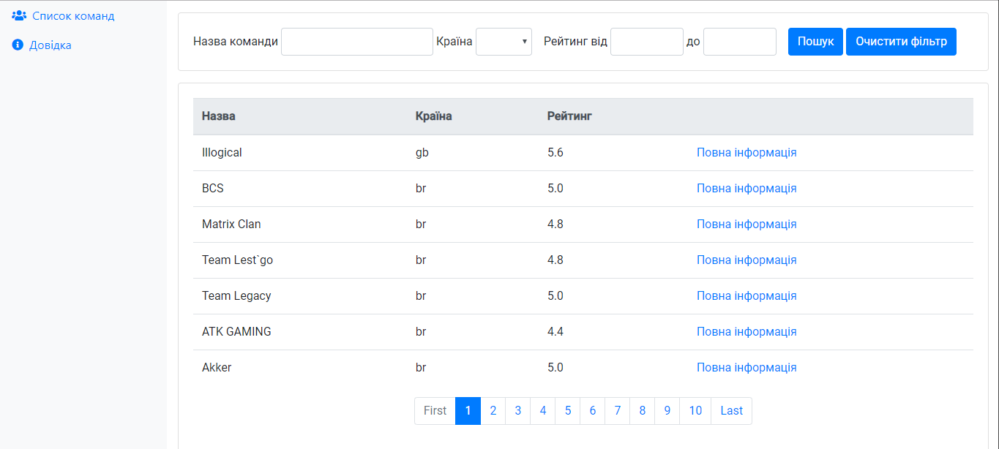 Список команд
Довідка
Назва команди Країна Рейтинг від до Пошук Очистити фільтр
Назва Країна Рейтинг
Illogical gb 5.6 Повна інформація
BCS br 5.0 Повна інформація
Matrix Clan br 4.8 Повна інформація
Team Lest`go br 4.8 Повна інформація
Team Legacy br 5.0 Повна інформація
ATK GAMING br 4.4 Повна інформація
Akker br 5.0 Повна інформація
First 1 2 3 4 5 6 7 8 9 10 Last